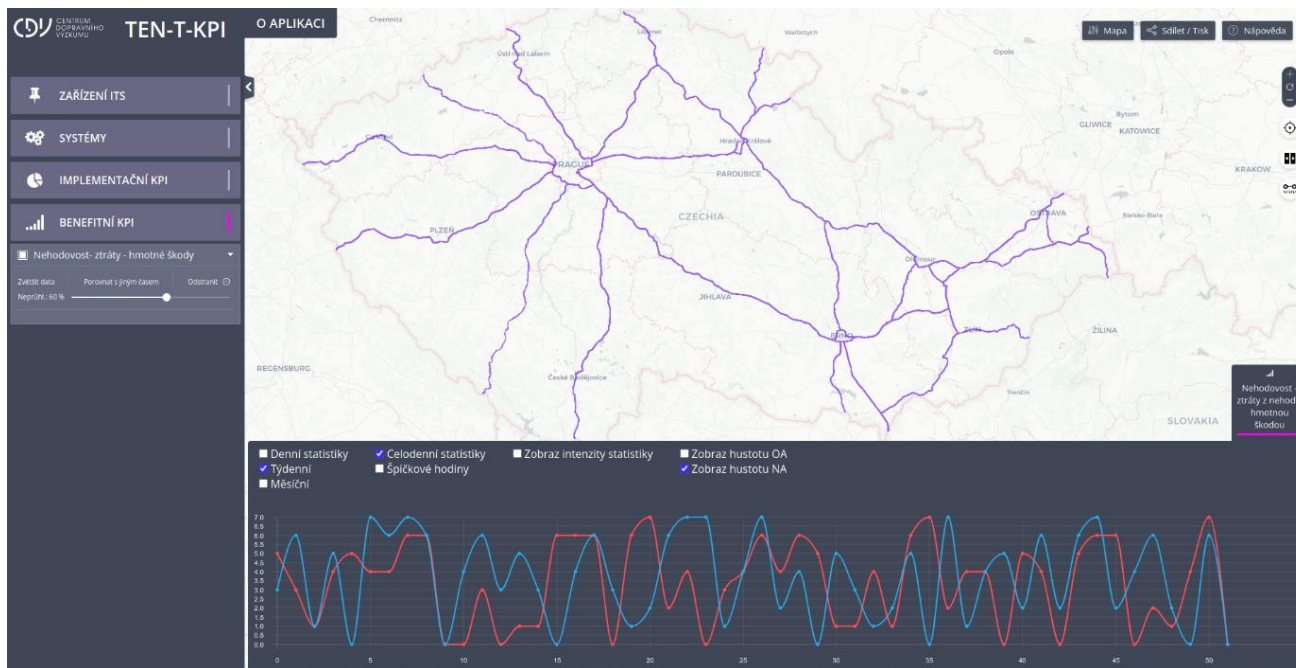 CENTRUM
DOPRAVNÍHO
VÝZKUMU
TEN-T-KPI
O APLIKACI
ZAŘÍZENÍ ITS
SYSTÉMY
IMPLEMENTAČNÍ KPI
BENEFITNÍ KPI
Nehodovost- ztráty - hmotné škody
Zvětšit data Porovnat s jiným časem Odstranit
Neprůhl.: 60 %
Mapa Sdílet / Tisk Nápověda
Chemnitz
Liberec
Wałbrzych
Ústí nad Labem
Opole
Bytom
GLIWICE
KATOWICE
KRAKOW
Hradec Králové
PRAGUE
PARDUBICE
CZECHIA
OSTRAVA
Bielsko-Biala
PLZEŇ
Olomouc
JIHLAVA
BRNO
ZLÍN
ŽILINA
REGENSBURG
České Budějovice
Trenčín
SLOVAKIA
Nehodovost -
ztráty z nehod
hmotnou
škodou
Denní statistiky Celodenní statistiky Zobraz intenzity statistiky Zobraz hustotu OA
Týdenní Špičkové hodiny Zobraz hustotu NA
Měsíční
7.0
6.5
6.0
5.5
5.0
4.5
4.0
3.5
3.0
2.5
2.0
1.5
1.0
0.5
0.0
0 5 10 15 20 25 30 35 40 45 50